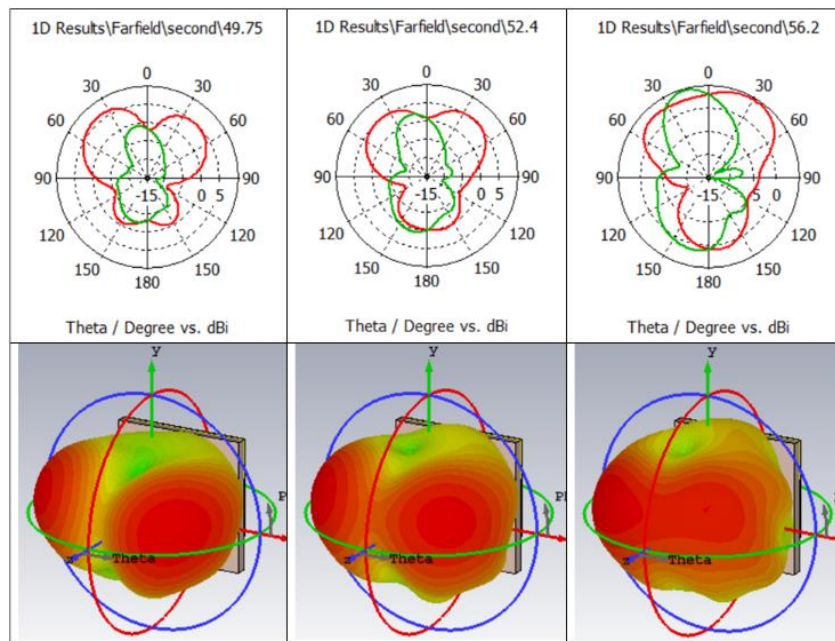 1D Results\Farfield\second\49.75
0
30 30
60 60
90 -15 0 5 90
120 120
150 150
180
Theta / Degree vs. dBi
1D Results\Farfield\second\52.4
0
30 30
60 60
90 -15 0 5 90
120 120
150 150
180
Theta / Degree vs. dBi
1D Results\Farfield\second\56.2
0
30 30
60 60
90 -15 5 0 90
120 120
150 150
180
Theta / Degree vs. dBi
y
z Theta
y
z Theta
y
z Theta